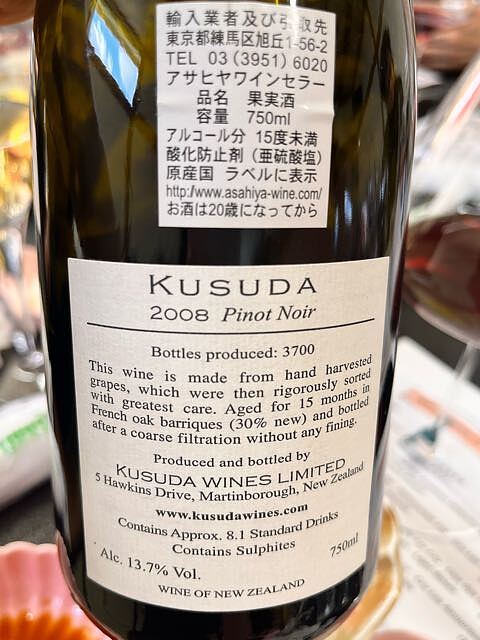 輸入業者及び引取先
東京都練馬区旭丘1-56-2
TEL 03 (3951) 6020
アサヒヤワインセラー
品名 果実酒
容量 750ml
アルコール分 15度未満
酸化防止剤（亜硫酸塩）
原産国 ラベルに表示
http://www.asahiya-wine.com/
お酒は20歳になってから
KUSUDA
2008 Pinot Noir
Bottles produced: 3700
This wine is made from hand harvested
grapes, which were then rigorously sorted
with greatest care. Aged for 15 months in
French oak barriques (30% new) and bottled
after a coarse filtration without any fining.
Produced and bottled by
KUSUDA WINES LIMITED
5 Hawkins Drive, Martinborough, New Zealand
www.kusudawines.com
Contains Approx. 8.1 Standard Drinks
Contains Sulphites
Alc. 13.7% Vol. 750ml
WINE OF NEW ZEALAND